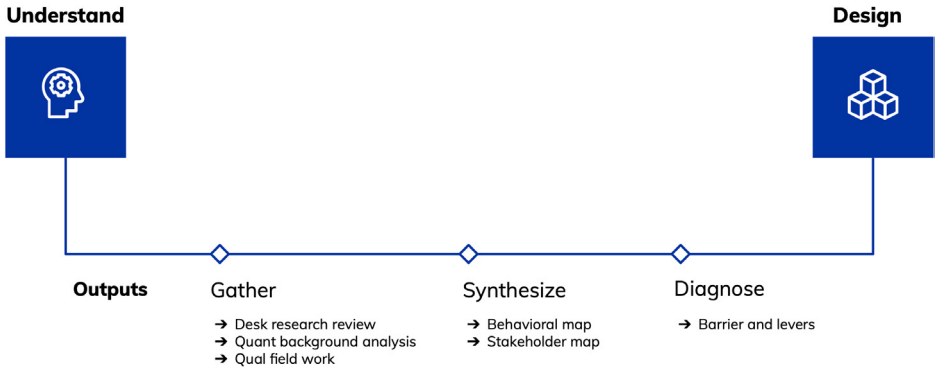 Understand
Design
Outputs
Gather
→ Desk research review
→ Quant background analysis
→ Qual field work
Synthesize
→ Behavioral map
→ Stakeholder map
Diagnose
→ Barrier and levers